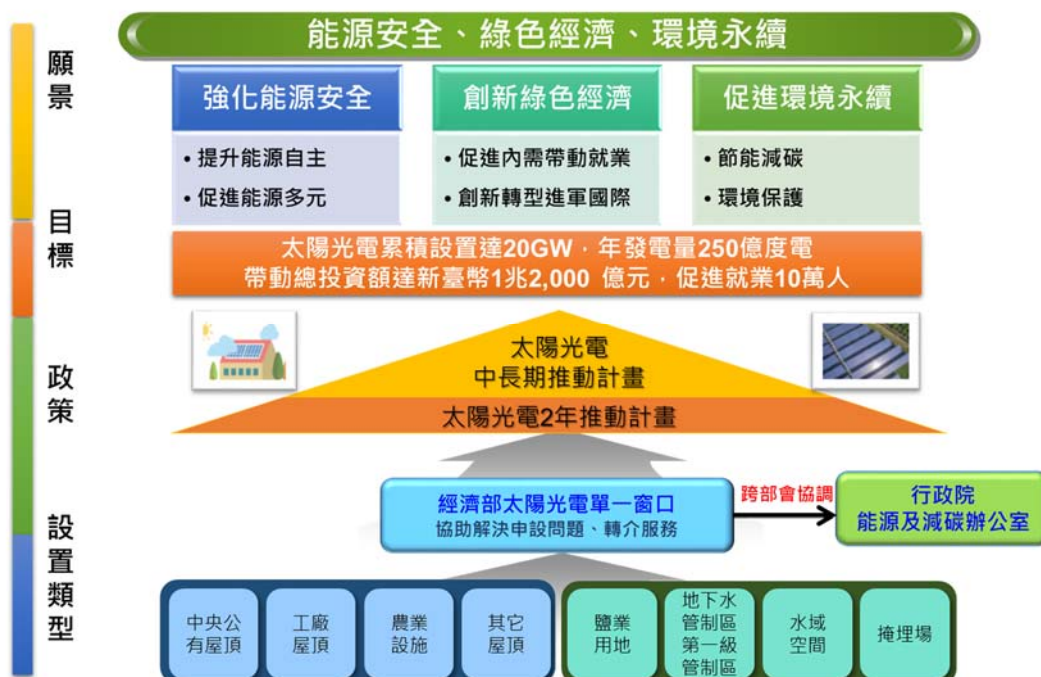 能源安全、綠色經濟、環境永續
願景
強化能源安全
• 提升能源自主
• 促進能源多元
創新綠色經濟
• 促進內需帶動就業
• 創新轉型進軍國際
促進環境永續
• 節能減碳
• 環境保護
目標
太陽光電累積設置達20GW，年發電量250億度電
帶動總投資額達新臺幣1兆2,000 億元，促進就業10萬人
政策
太陽光電
中長期推動計畫
太陽光電2年推動計畫
經濟部太陽光電單一窗口
協助解決申設問題、轉介服務
跨部會協調
行政院
能源及減碳辦公室
設置類型
中央公
有屋頂
工廠
屋頂
農業
設施
其它
屋頂
鹽業
用地
地下水
管制區
第一級
管制區
水域
空間
掩埋場